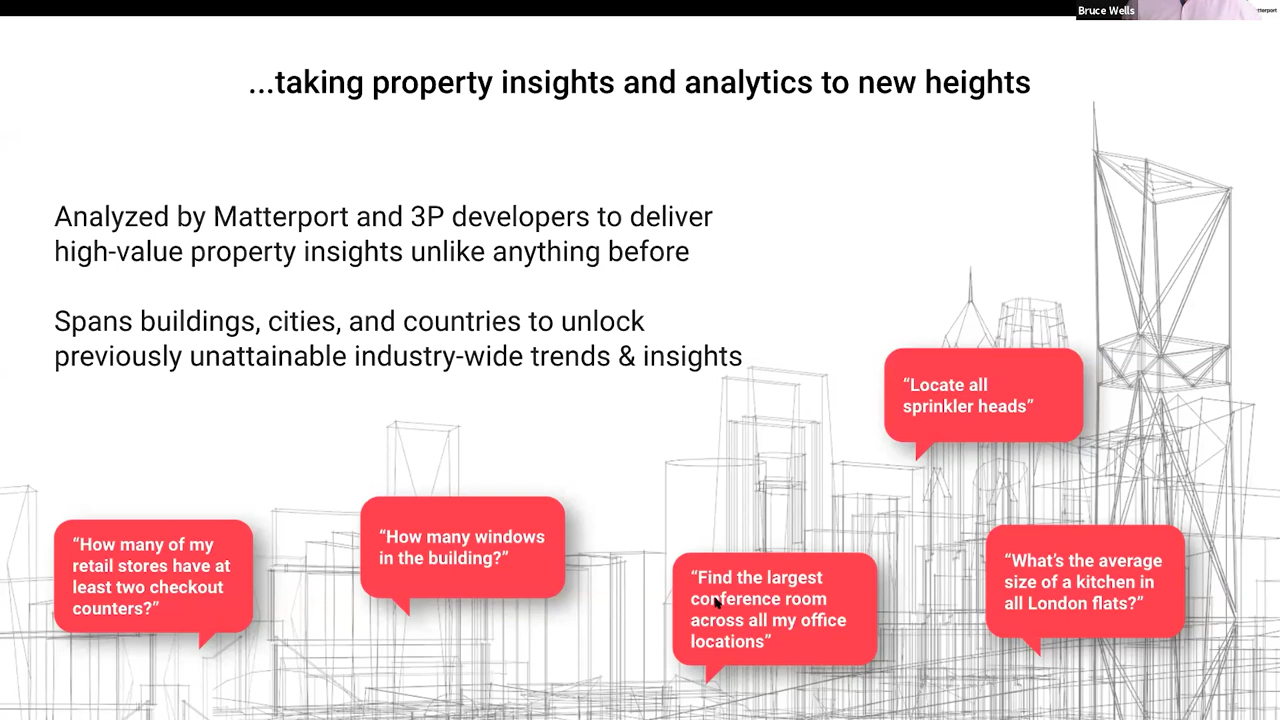 Bruce Wells
...taking property insights and analytics to new heights
Analyzed by Matterport and 3P developers to deliver
high-value property insights unlike anything before
Spans buildings, cities, and countries to unlock
previously unattainable industry-wide trends & insights
“Locate all
sprinkler heads”
“How many windows
in the building?”
“How many of my
retail stores have at
least two checkout
counters?”
“Find the largest
conference room
across all my office
locations”
“What’s the average
size of a kitchen in
all London flats?”